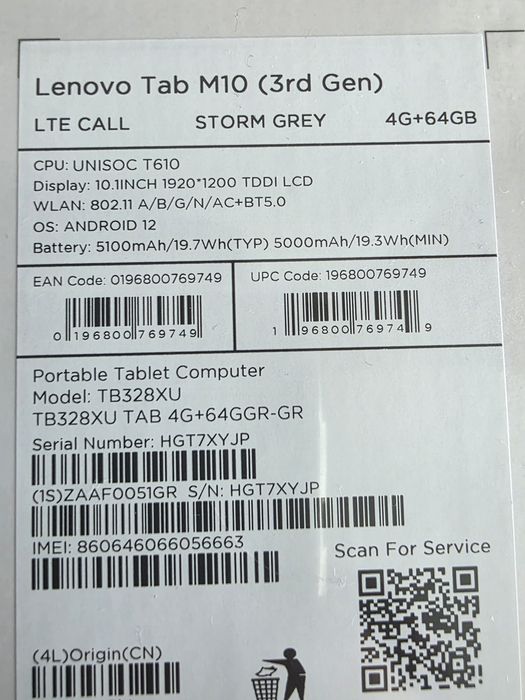 Lenovo Tab M10 (3rd Gen)
LTE CALL STORM GREY 4G+64GB
CPU: UNISOC T610
Display: 10.1INCH 1920*1200 TDDI LCD
WLAN: 802.11 A/B/G/N/AC+BT5.0
OS: ANDROID 12
Battery: 5100mAh/19.7Wh(TYP) 5000mAh/19.3Wh(MIN)
EAN Code: 0196800769749 UPC Code: 196800769749
0 196800 769749 1 96800 76974 9
Portable Tablet Computer
Model: TB328XU
TB328XU TAB 4G+64GGR-GR
Serial Number: HGT7XYJP
(1S)ZAAF0051GR S/N: HGT7XYJP
IMEI: 860646066056663
Scan For Service
(4L)Origin(CN)